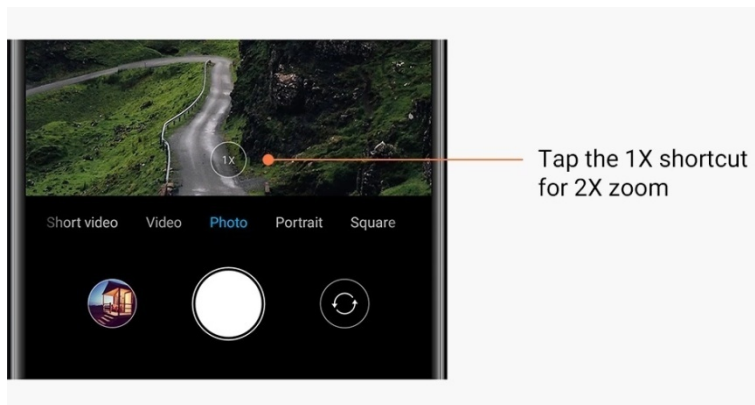 1X
Tap the 1X shortcut
for 2X zoom
Short video Video Photo Portrait Square